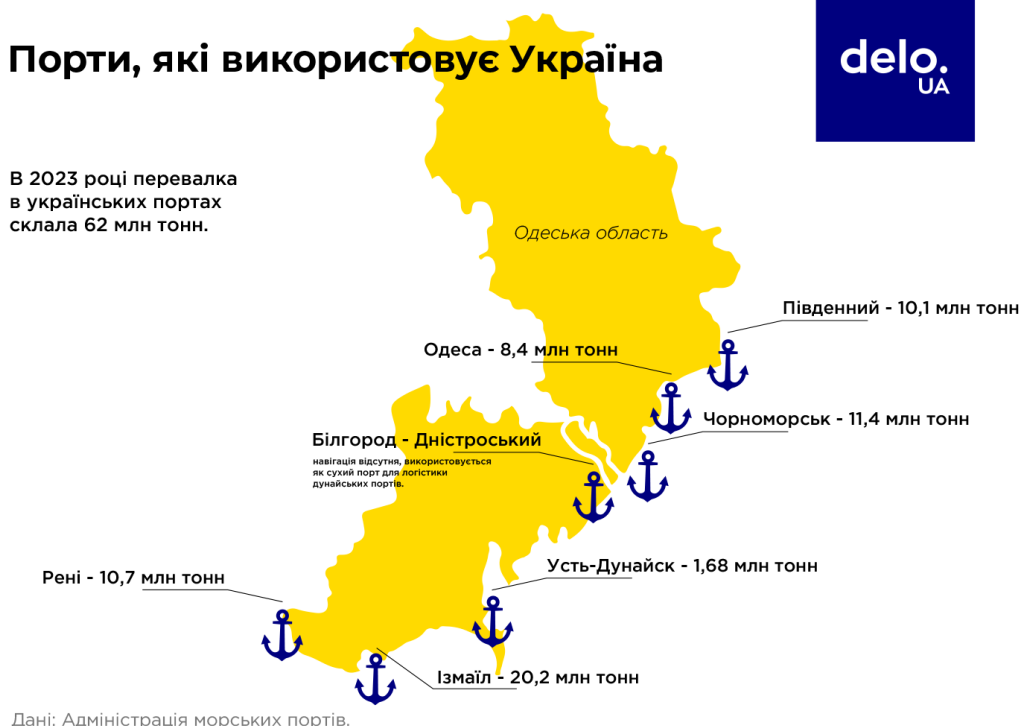 Порти, які використовує Україна
delo.
UA
В 2023 році перевалка
в українських портах
склала 62 млн тонн.
Одеська область
Південний - 10,1 млн тонн
Одеса - 8,4 млн тонн
Чорноморськ - 11,4 млн тонн
Білгород - Дністроський
навігація відсутня, використовується
як сухий порт для логістики
дунайських портів.
Усть-Дунайск - 1,68 млн тонн
Рені - 10,7 млн тонн
Ізмаїл - 20,2 млн тонн
Дані: Адміністрація морських портів.